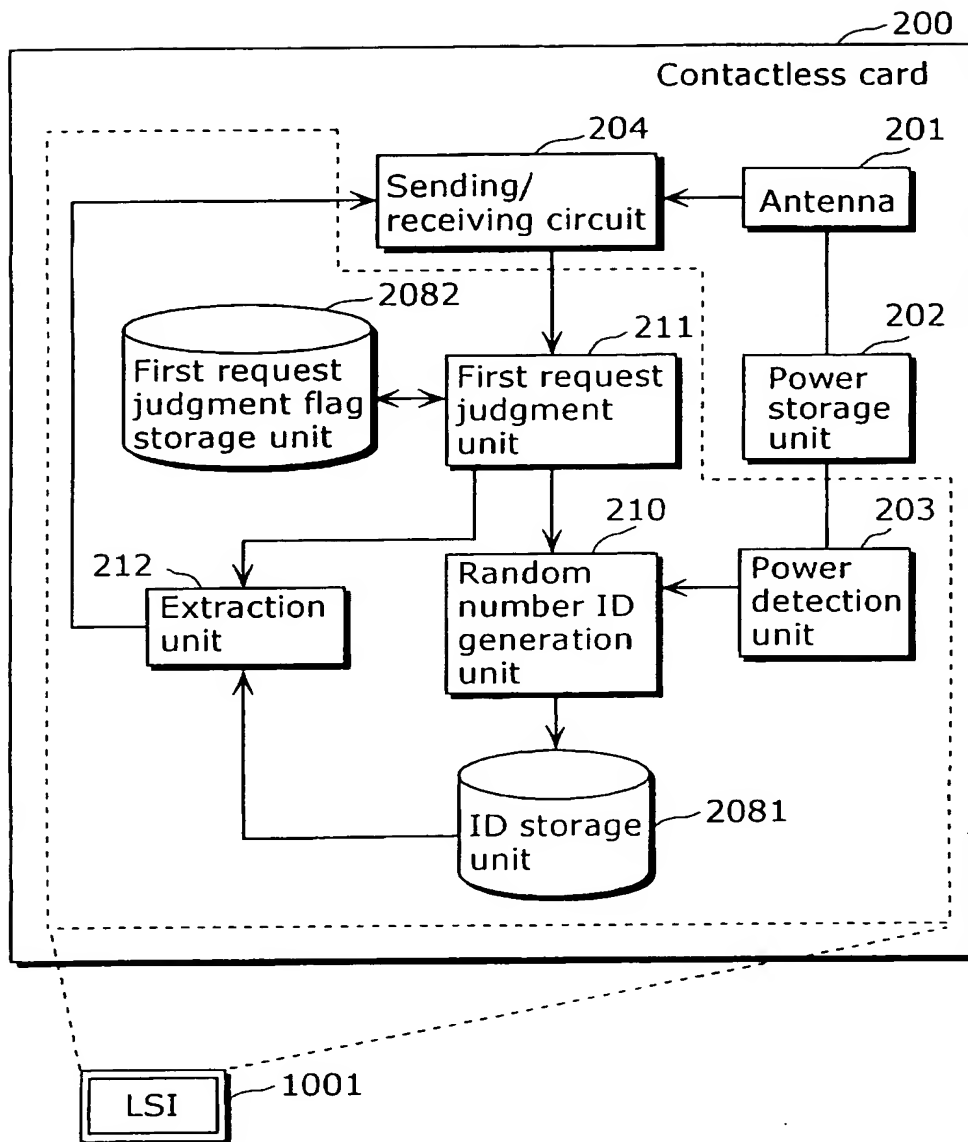 200
Contactless card
204
201
Sending/
receiving circuit
Antenna
2082
211
202
First request
judgment flag
storage unit
First request
judgment
unit
Power
storage
unit
210
203
212
Extraction
unit
Random
number ID
generation
unit
Power
detection
unit
ID storage
unit
2081
LSI
1001